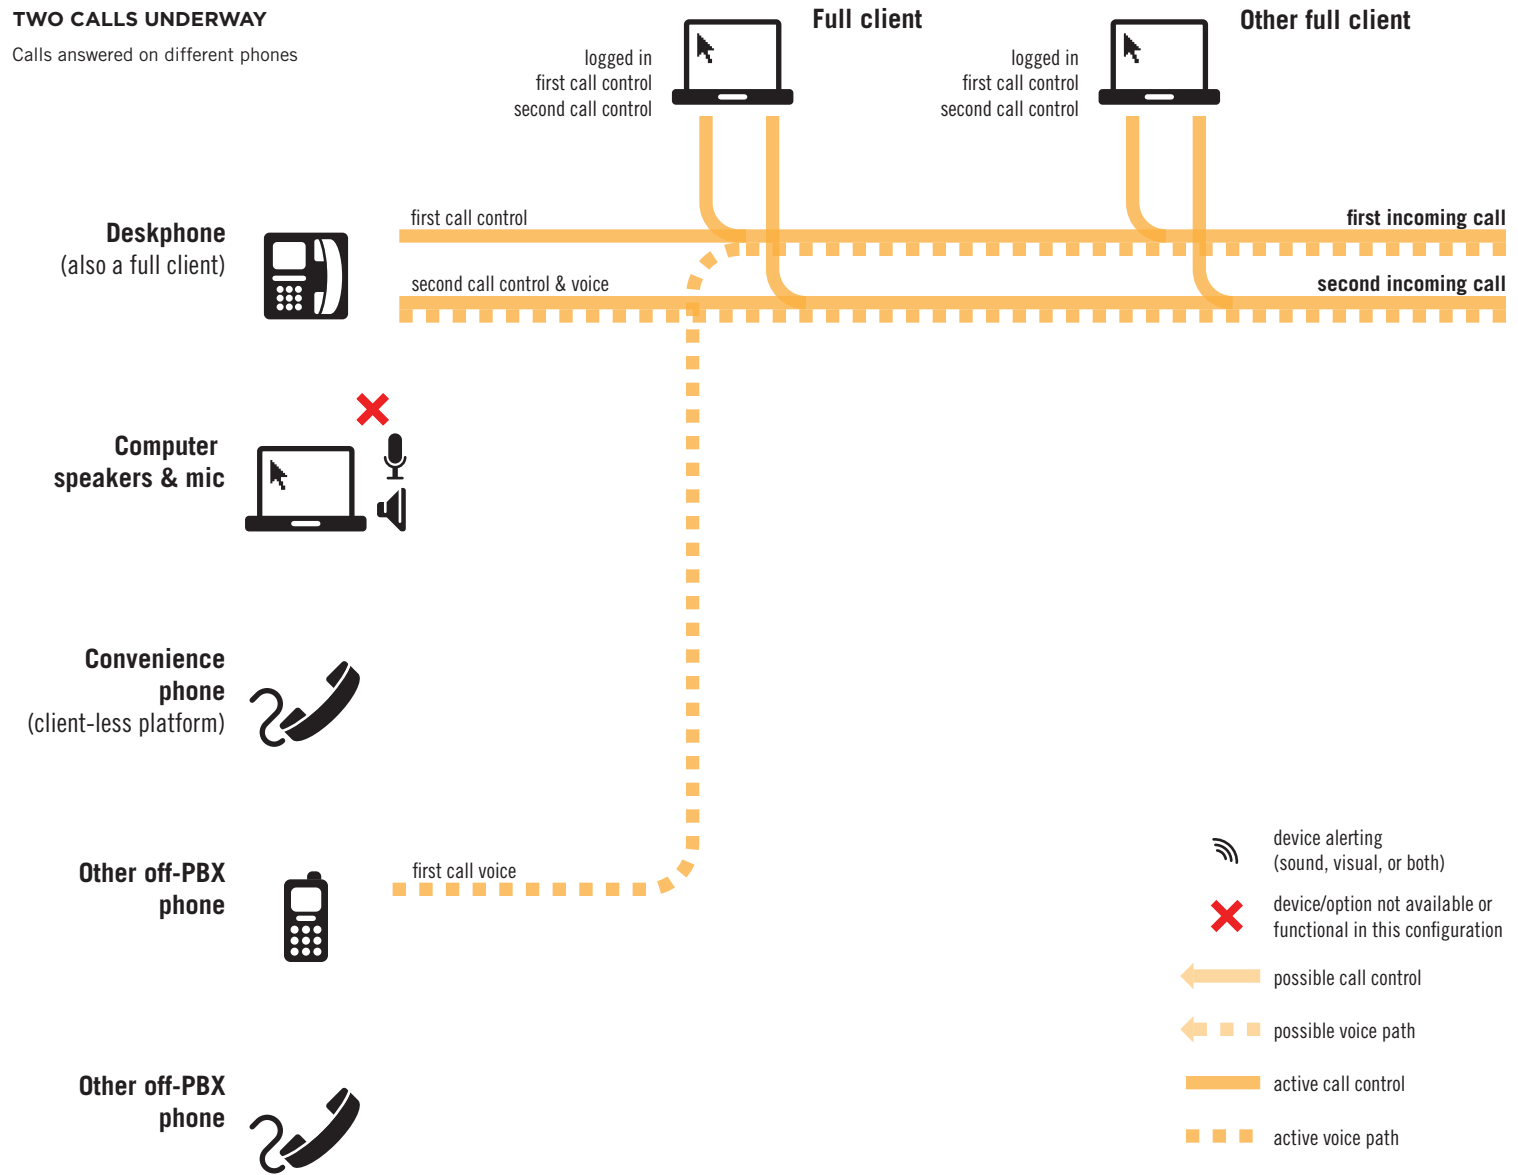 TWO CALLS UNDERWAY
Calls answered on different phones
Full client
logged in
first call control
second call control
Other full client
logged in
first call control
second call control
Deskphone
(also a full client)
first call control
first incoming call
second call control & voice
second incoming call
Computer
speakers & mic
Convenience
phone
(client-less platform)
Other off-PBX
phone
first call voice
Other off-PBX
phone
device alerting
(sound, visual, or both)
device/option not available or
functional in this configuration
possible call control
possible voice path
active call control
active voice path